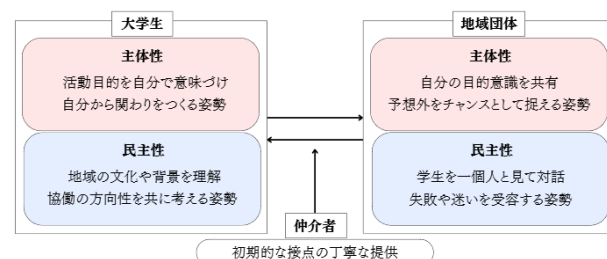 大学生
主体性
活動目的を自分で意味づけ
自分から関わりをつくる姿勢
民主性
地域の文化や背景を理解
協働の方向性を共に考える姿勢
地域団体
主体性
自分の目的意識を共有
予想外をチャンスとして捉える姿勢
民主性
学生を一個人と見て対話
失敗や迷いを受容する姿勢
仲介者
初期的な接点の丁寧な提供